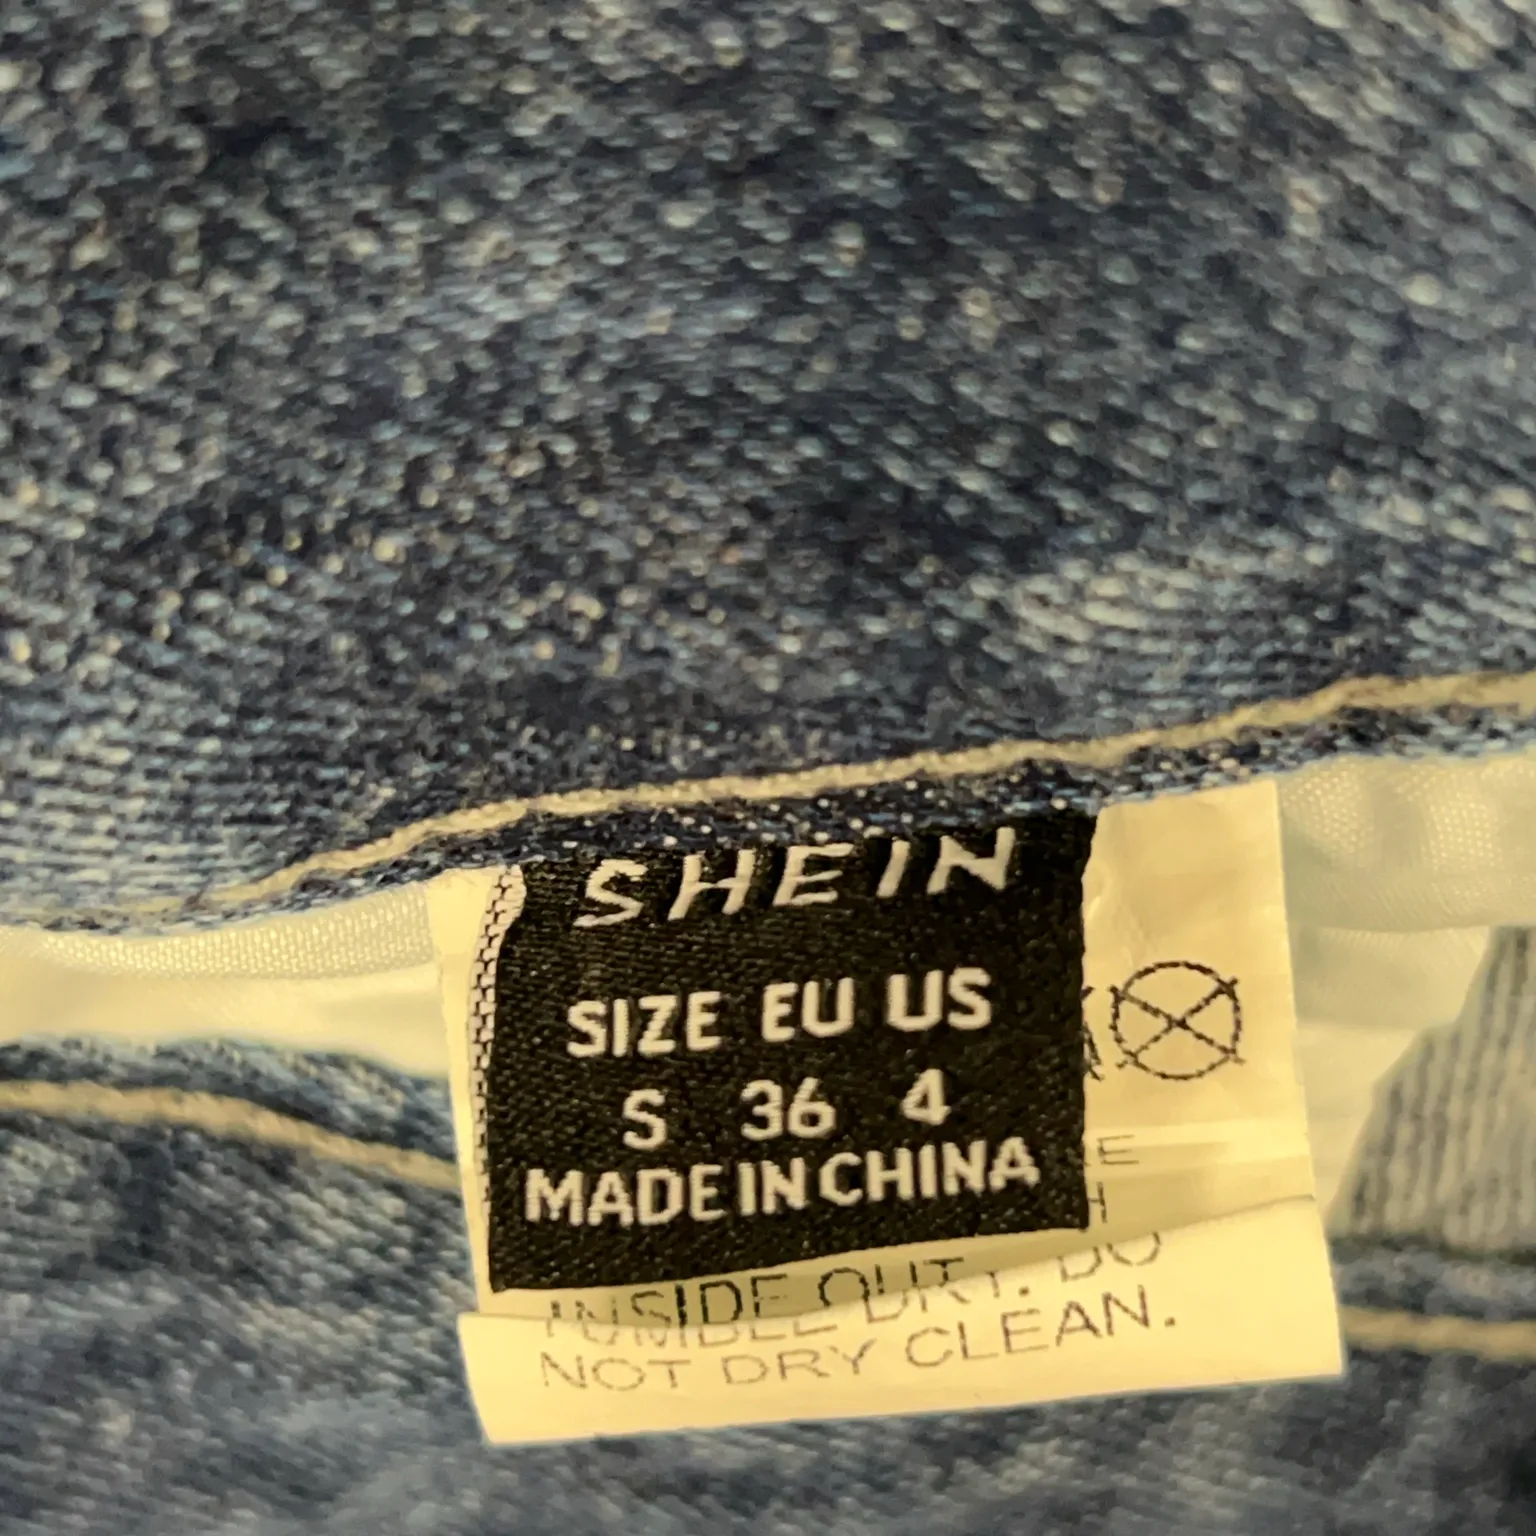 SHEIN
SIZE EU US
S 36 4
MADE IN CHINA
INSIDE OUT. DO
NOT DRY CLEAN.